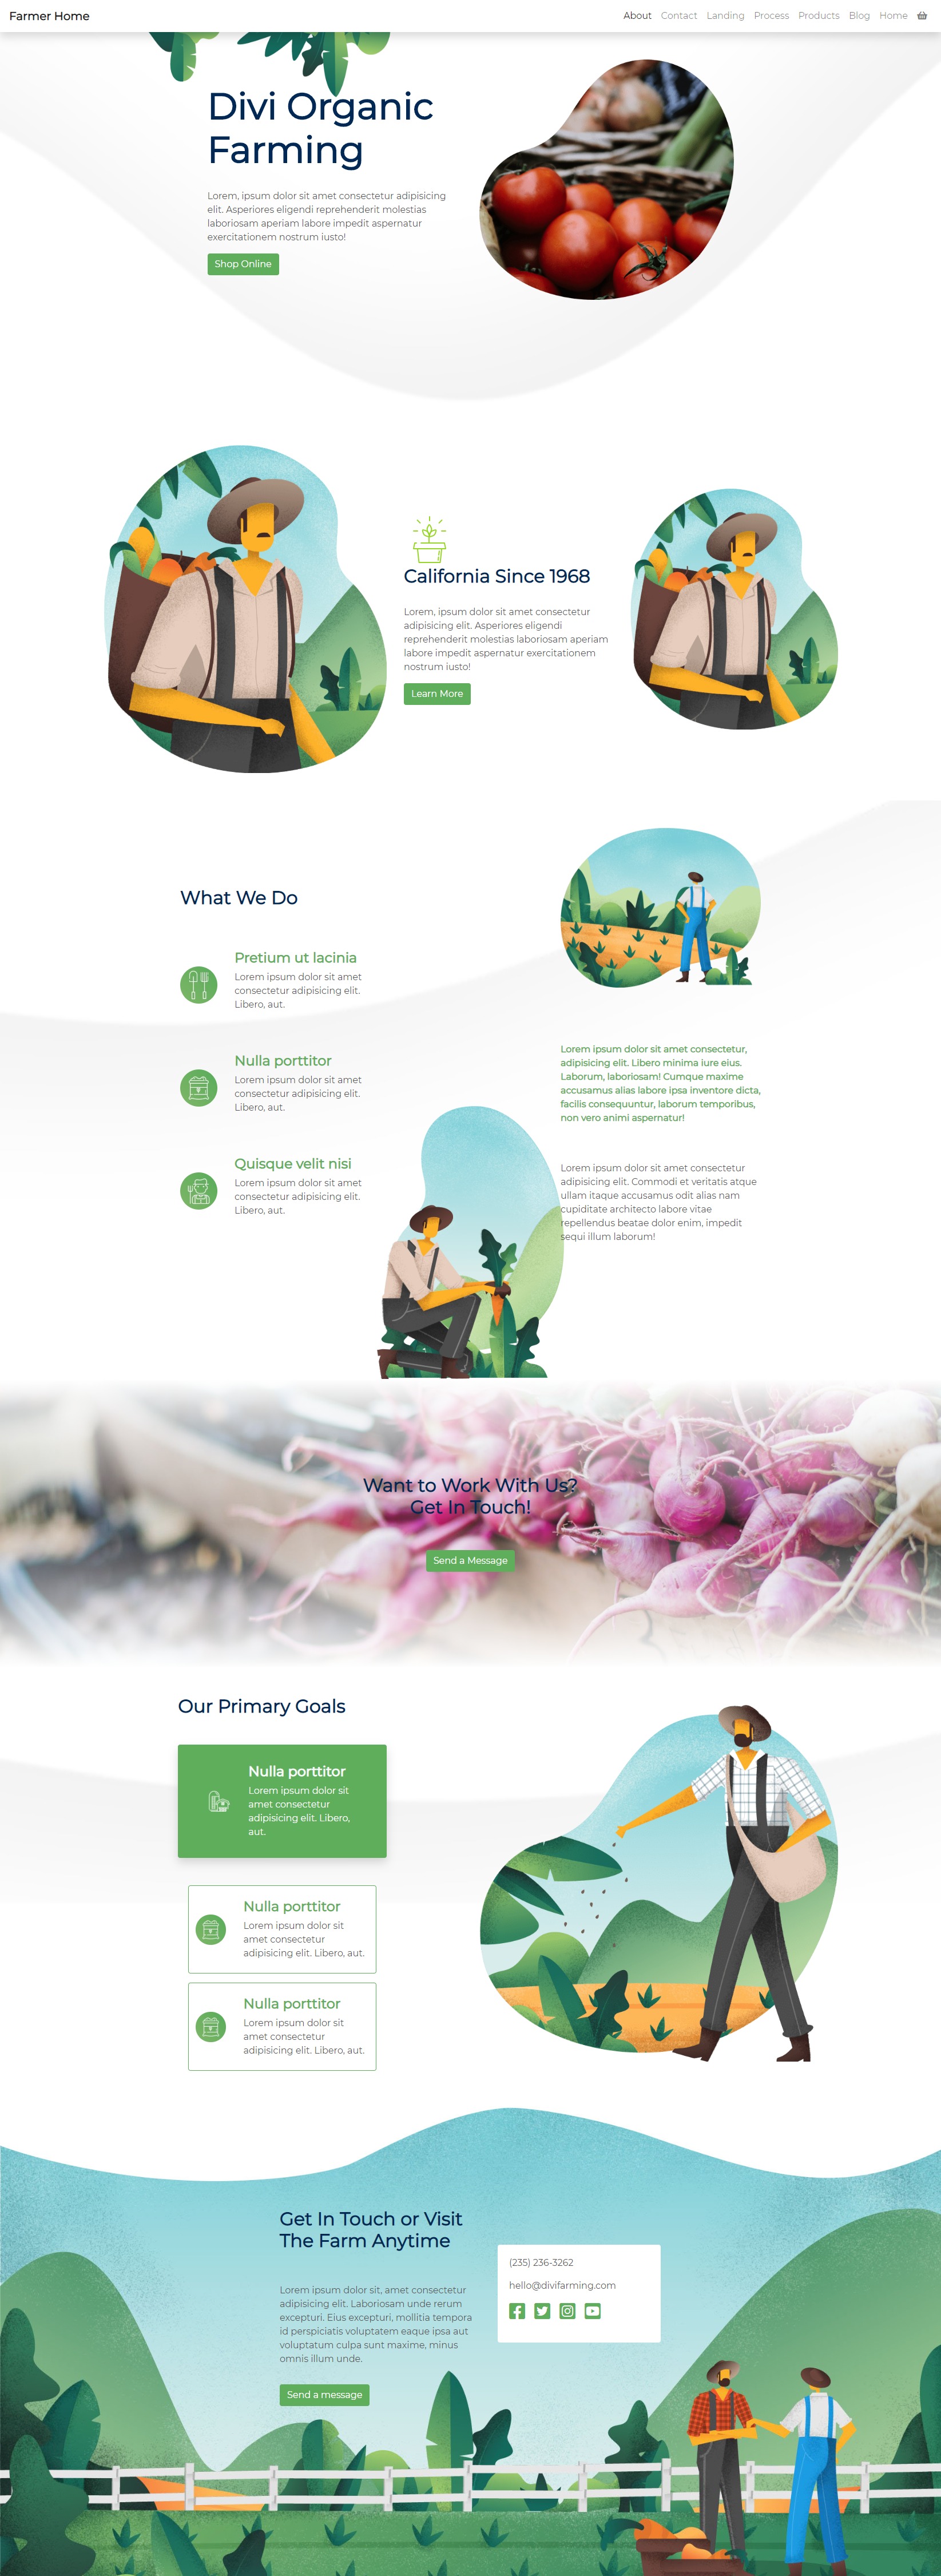 Farmer Home
About Contact Landing Process Products Blog Home
Divi Organic
Farming
Lorem, ipsum dolor sit amet consectetur adipisicing
elit. Asperiores eligendi reprehenderit molestias
laboriosam aperiam labore impedit aspernatur
exercitationem nostrum iusto!
Shop Online
California Since 1968
Lorem, ipsum dolor sit amet consectetur
adipisicing elit. Asperiores eligendi
reprehenderit molestias laboriosam aperiam
labore impedit aspernatur exercitationem
nostrum iusto!
Learn More
What We Do
Pretium ut lacinia
Lorem ipsum dolor sit amet
consectetur adipisicing elit.
Libero, aut.
Nulla porttitor
Lorem ipsum dolor sit amet
consectetur adipisicing elit.
Libero, aut.
Quisque velit nisi
Lorem ipsum dolor sit amet
consectetur adipisicing elit.
Libero, aut.
Lorem ipsum dolor sit amet consectetur,
adipisicing elit. Libero minima iure eius.
Laborum, laboriosam! Cumque maxime
accusamus alias labore ipsa inventore dicta,
facilis consequuntur, laborum temporibus,
non vero animi aspernatur!
Lorem ipsum dolor sit amet consectetur
adipisicing elit. Commodi et veritatis atque
ullam itaque accusamus odit alias nam
cupiditate architecto labore vitae
repellendus beatae dolor enim, impedit
sequi illum laborum!
Want to Work With Us?
Get In Touch!
Send a Message
Our Primary Goals
Nulla porttitor
Lorem ipsum dolor sit
amet consectetur
adipisicing elit. Libero,
aut.
Nulla porttitor
Lorem ipsum dolor sit
amet consectetur
adipisicing elit. Libero, aut.
Nulla porttitor
Lorem ipsum dolor sit
amet consectetur
adipisicing elit. Libero, aut.
Get In Touch or Visit
The Farm Anytime
Lorem ipsum dolor sit, amet consectetur
adipisicing elit. Laboriosam unde rerum
excepturi. Eius excepturi, mollitia tempora
id perspiciatis voluptatem eaque ipsa aut
voluptatum culpa sunt maxime, minus
omnis illum unde.
Send a message
(235) 236-3262
hello@divifarming.com